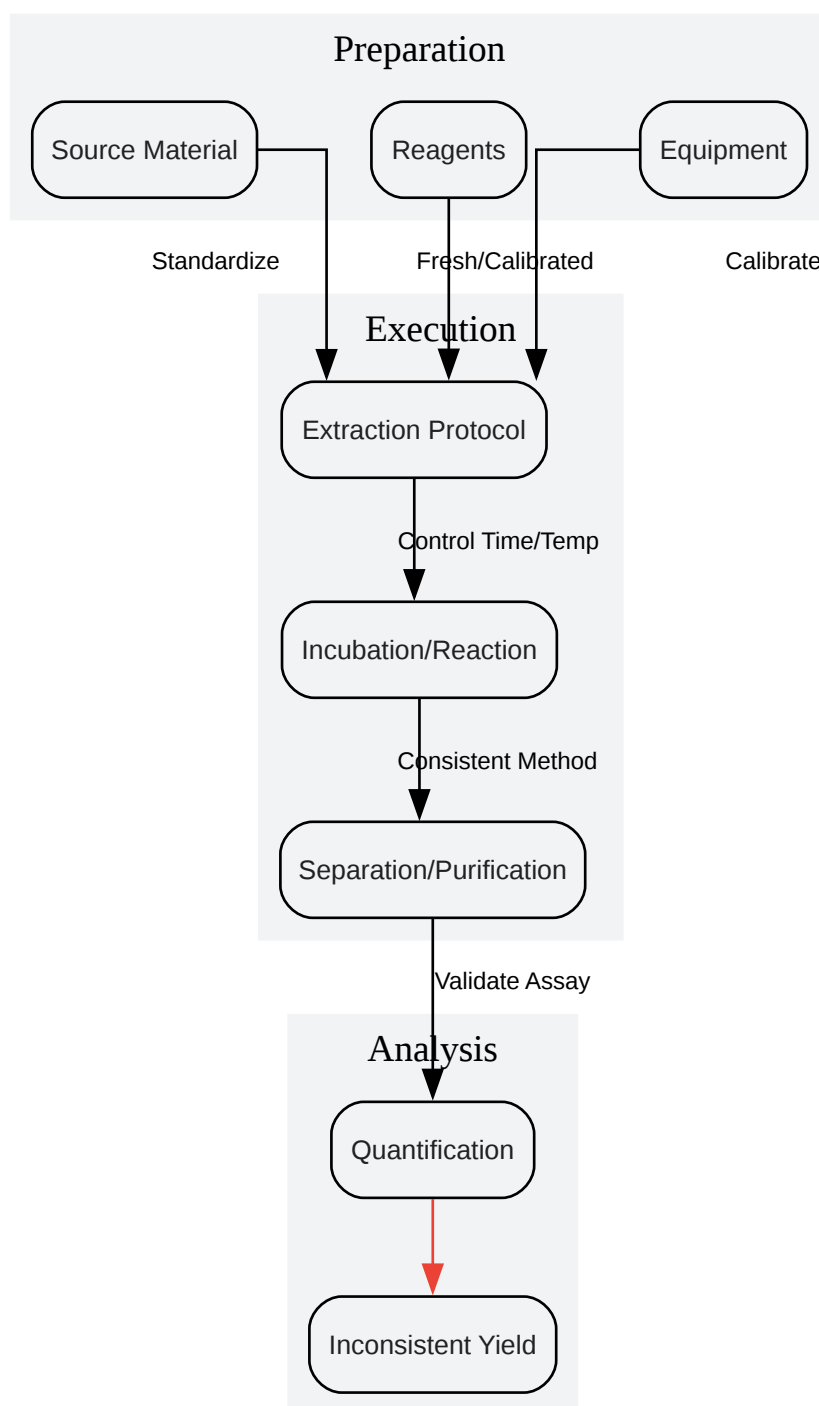 Preparation
Source Material
Reagents
Equipment
Standardize
Fresh/Calibrated
Calibrate
Execution
Extraction Protocol
Control Time/Temp
Incubation/Reaction
Consistent Method
Separation/Purification
Validate Assay
Analysis
Quantification
Inconsistent Yield